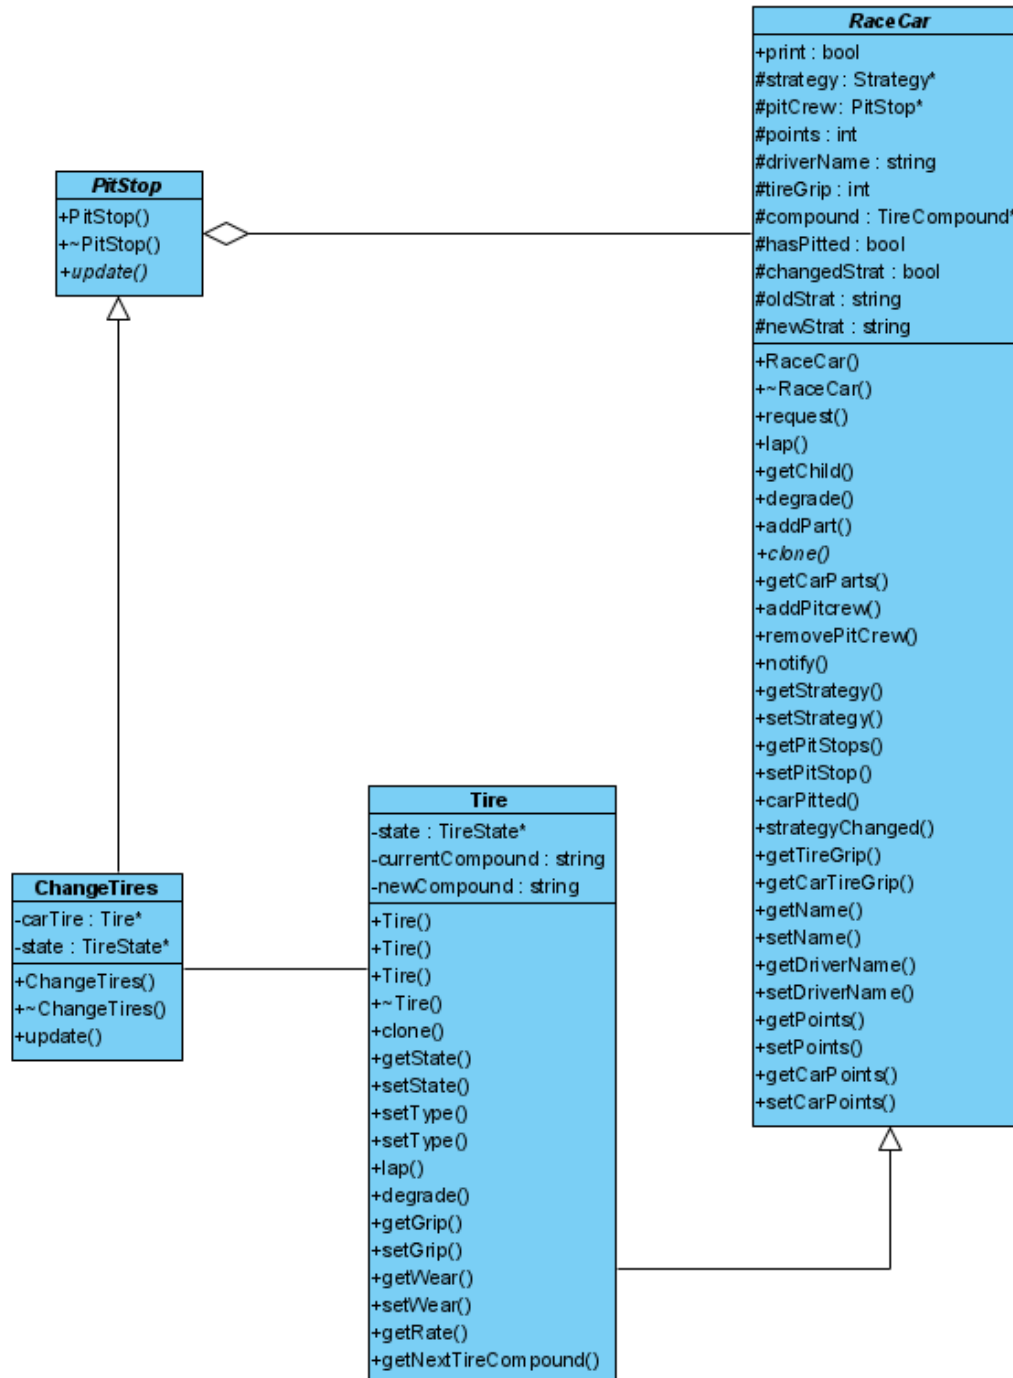 RaceCar
+print : bool
#strategy : Strategy*
#pitCrew : PitStop*
#points : int
#driverName : string
#tireGrip : int
#compound : TireCompound*
#hasPitted : bool
#changedStrat : bool
#oldStrat : string
#newStrat : string
+RaceCar()
+~RaceCar()
+request()
+lap()
+getChild()
+degrade()
+addPart()
+clone()
+getCarParts()
+addPitcrew()
+removePitCrew()
+notify()
+getStrategy()
+setStrategy()
+getPitStops()
+setPitStop()
+carPitted()
+strategyChanged()
+getTireGrip()
+getCarTireGrip()
+getName()
+setName()
+getDriverName()
+setDriverName()
+getPoints()
+setPoints()
+getCarPoints()
+setCarPoints()
PitStop
+PitStop()
+~PitStop()
+update()
Tire
-state : TireState*
-currentCompound : string
-newCompound : string
+Tire()
+Tire()
+Tire()
+~Tire()
+clone()
+getState()
+setState()
+setType()
+setType()
+lap()
+degrade()
+getGrip()
+setGrip()
+getWear()
+setWear()
+getRate()
+getNextTireCompound()
ChangeTires
-carTire : Tire*
-state : TireState*
+ChangeTires()
+~ChangeTires()
+update()